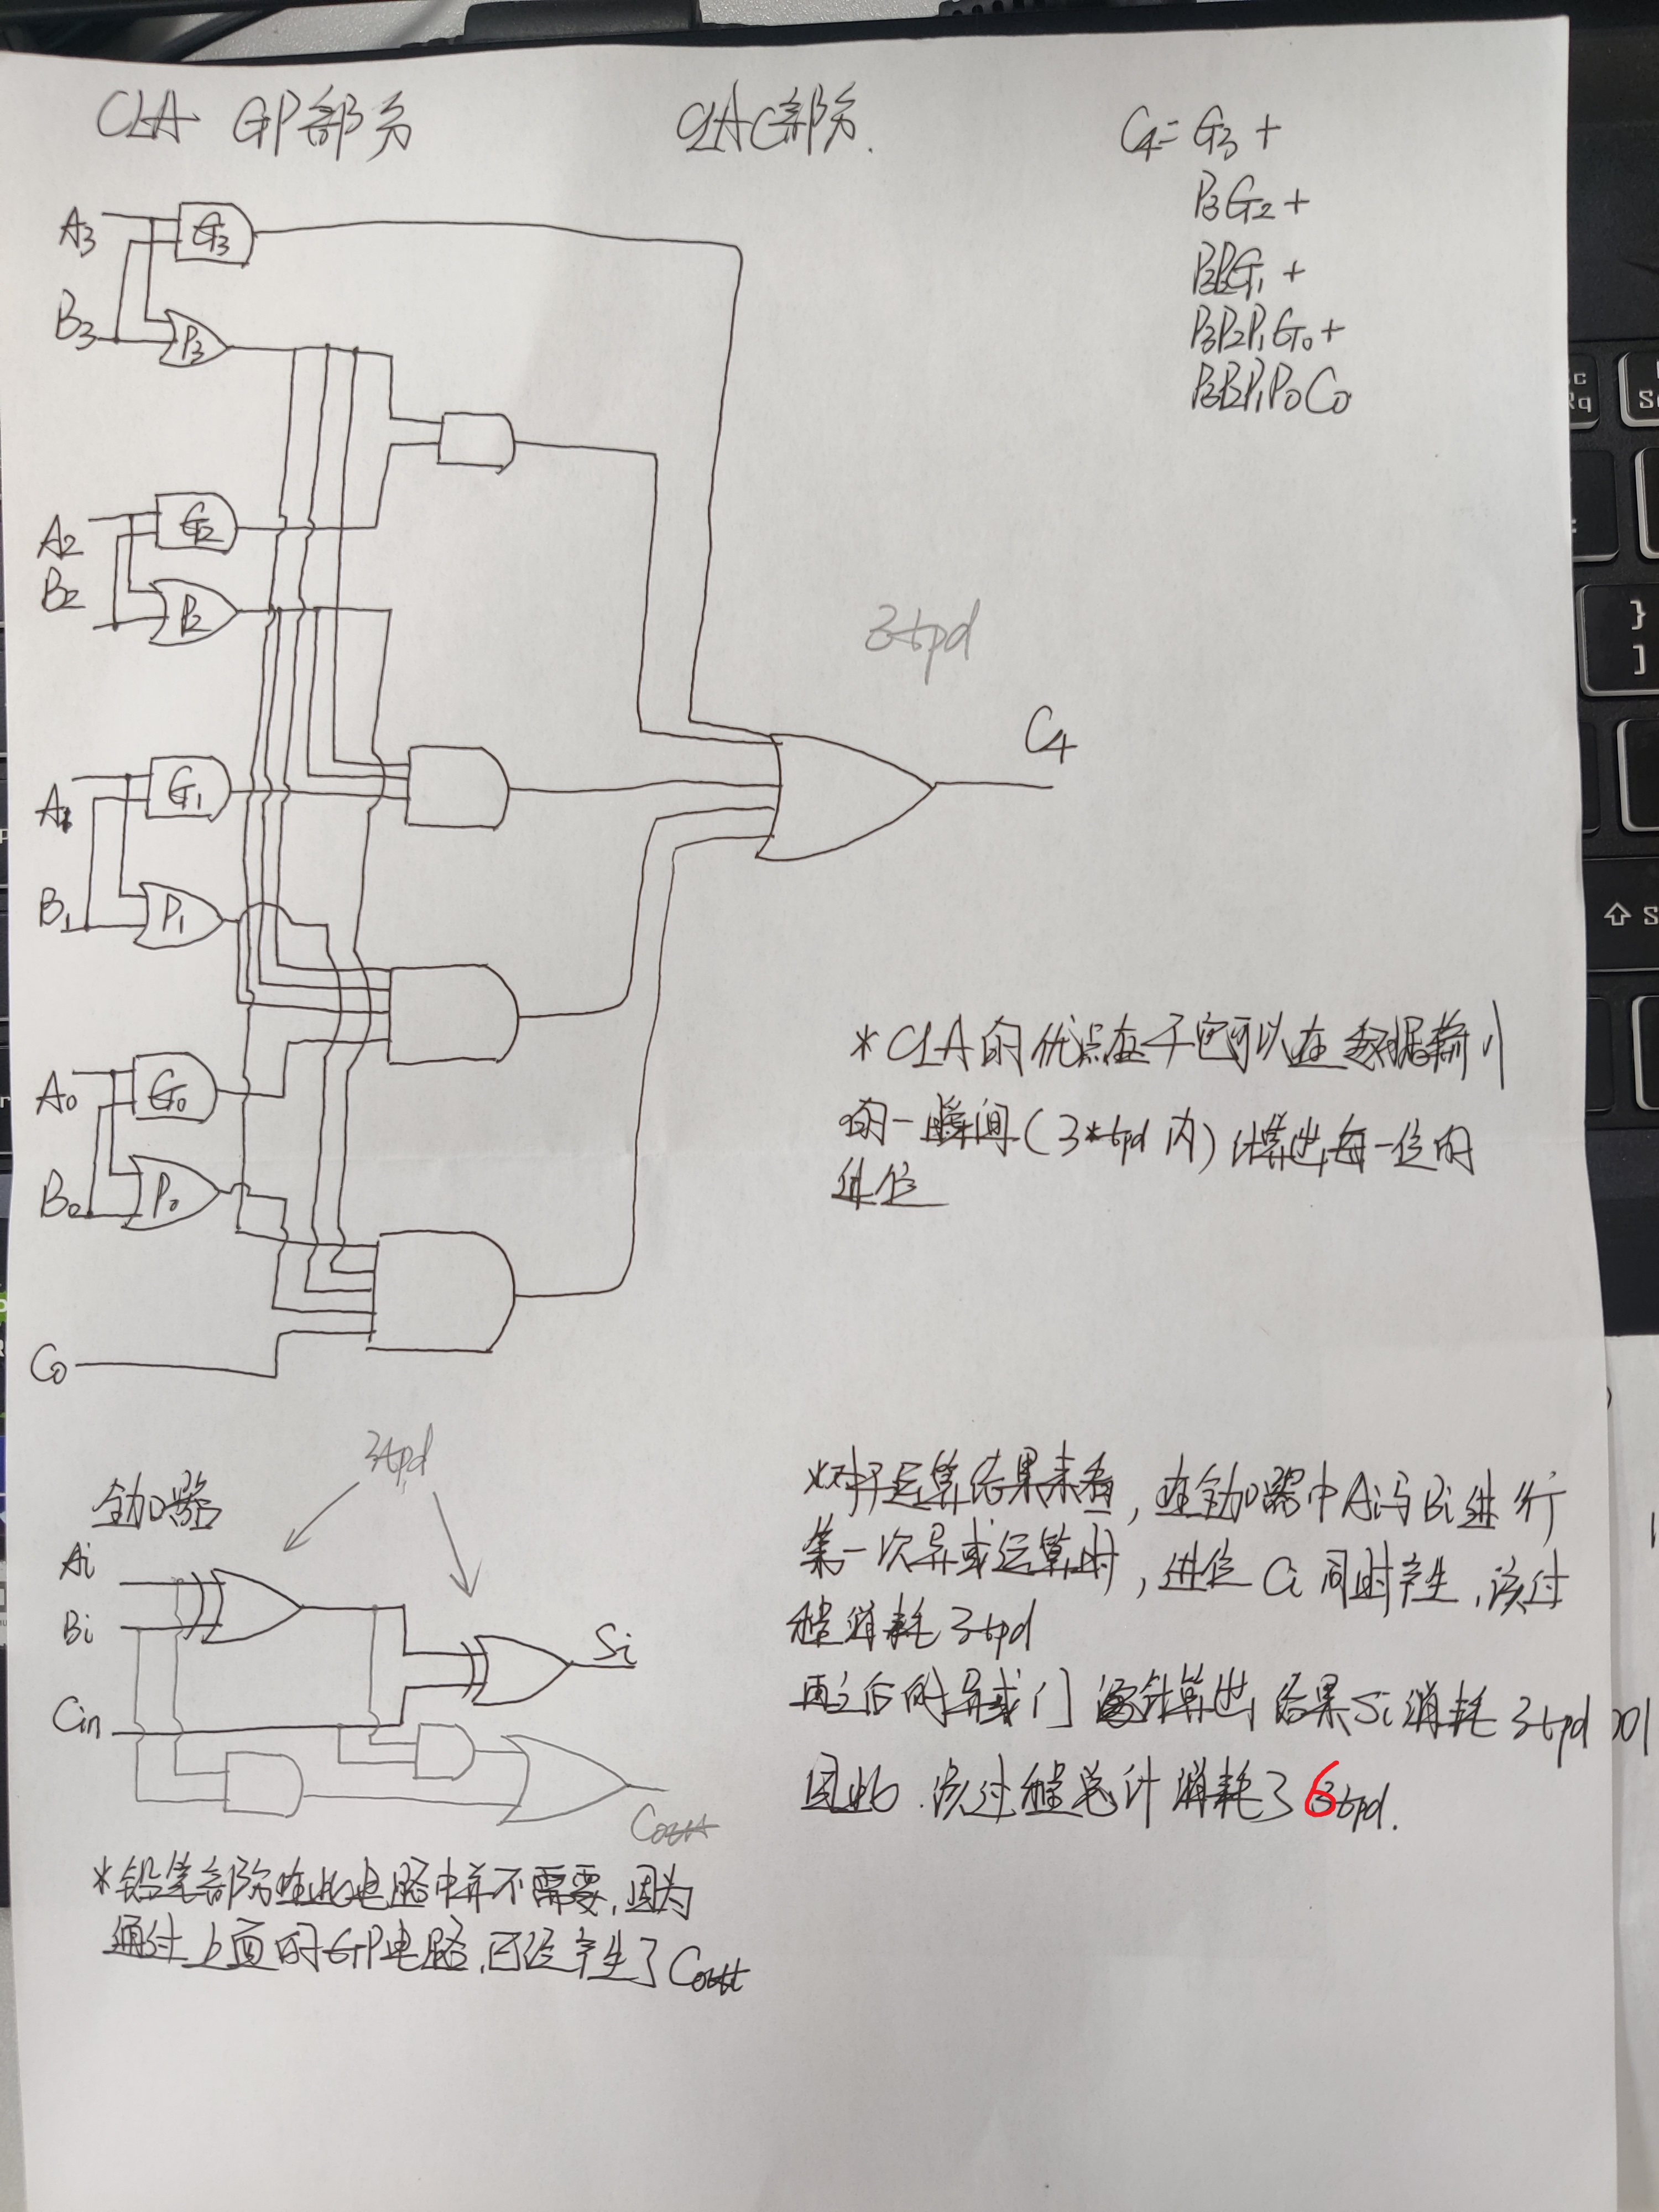 CLA GP部分
CLA C部分.
C4 = G3 +
P3G2 +
P3P2G1 +
P3P2P1G0 +
P3P2P1P0C0
A3
G3
B3
P3
A2
G2
B2
P2
3tpd
C4
A1
G1
B1
P1
A0
G0
B0
P0
C0
*CLA的优点在于它可以在数据输入
的一瞬间(3*tpd内)计算出每一位的
进位
3tpd
全加器
Ai
Bi
Cin
Si
Cout
*铅笔部分在此电路中并不需要,因为
通过上面的GP电路,已经产生了Cout
*对于运算结果来看,在全加器中Ai与Bi进行
第一次异或运算时,进位Ci同时产生,该过
程消耗3tpd
再之后的异或门 计算出结果Si消耗3tpd
因此.该过程总计消耗了6tpd.
}
]